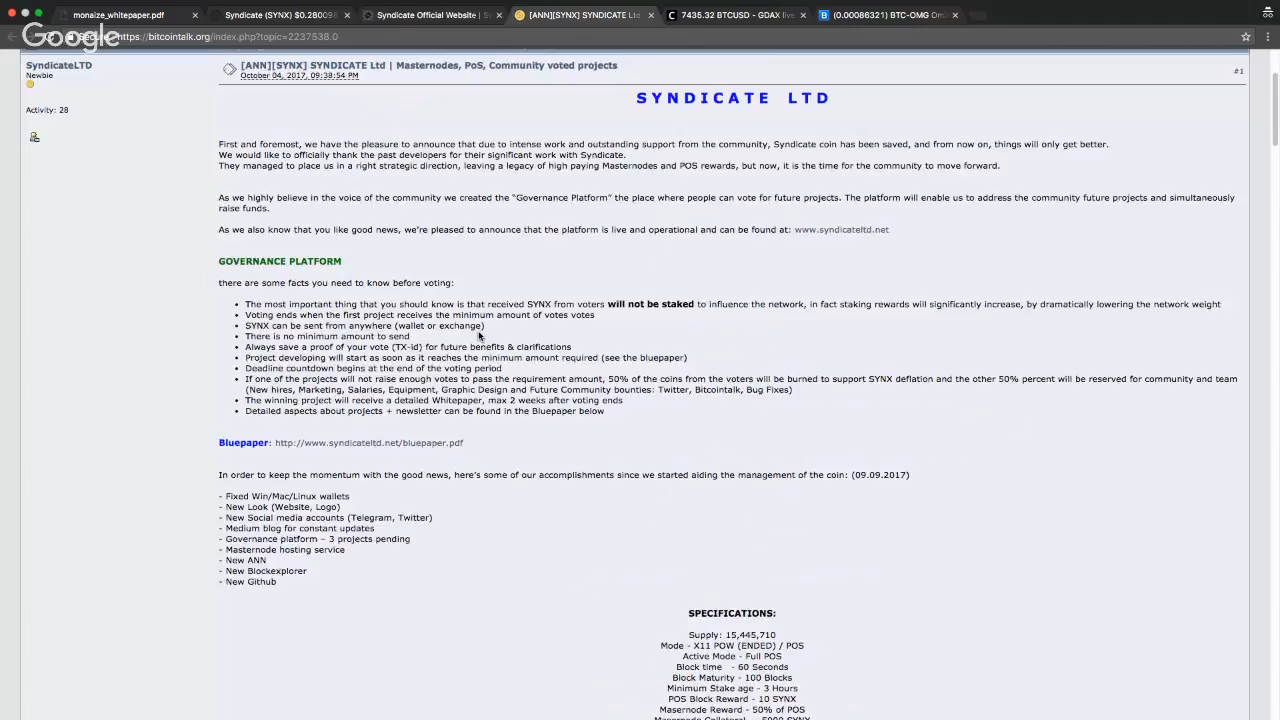 monetize_whitepaper.pdf
Syndicate (SYNX) $0.280098
Syndicate Official Website | S
[ANN][SYNX] SYNDICATE Ltd
7435.32 BTCUSD - GDAX live
(0.00086321) BTC-OMG Om
Google
https://bitcointalk.org/index.php?topic=2237538.0
SyndicateLTD
Newbie
Activity: 28
[ANN][SYNX] SYNDICATE Ltd | Masternodes, PoS, Community voted projects
October 04, 2017, 09:38:54 PM
#1
S Y N D I C A T E   L T D
First and foremost, we have the pleasure to announce that due to intense work and outstanding support from the community, Syndicate coin has been saved, and from now on, things will only get better.
We would like to officially thank the past developers for their significant work with Syndicate.
They managed to place us in a right strategic direction, leaving a legacy of high paying Masternodes and POS rewards, but now, it is the time for the community to move forward.
As we highly believe in the voice of the community we created the “Governance Platform” the place where people can vote for future projects. The platform will enable us to address the community future projects and simultaneously
raise funds.
As we also know that you like good news, we’re pleased to announce that the platform is live and operational and can be found at: www.syndicateltd.net
GOVERNANCE PLATFORM
there are some facts you need to know before voting:
• The most important thing that you should know is that received SYNX from voters will not be staked to influence the network, in fact staking rewards will significantly increase, by dramatically lowering the network weight
• Voting ends when the first project receives the minimum amount of votes votes
• SYNX can be sent from anywhere (wallet or exchange)
• There is no minimum amount to send
• Always save a proof of your vote (TX-id) for future benefits & clarifications
• Project developing will start as soon as it reaches the minimum amount required (see the bluepaper)
• Deadline countdown begins at the end of the voting period
• If one of the projects will not raise enough votes to pass the requirement amount, 50% of the coins from the voters will be burned to support SYNX deflation and the other 50% percent will be reserved for community and team
(New hires, Marketing, Salaries, Equipment, Graphic Design and Future Community bounties: Twitter, Bitcointalk, Bug Fixes)
• The winning project will receive a detailed Whitepaper, max 2 weeks after voting ends
• Detailed aspects about projects + newsletter can be found in the Bluepaper below
Bluepaper: http://www.syndicateltd.net/bluepaper.pdf
In order to keep the momentum with the good news, here’s some of our accomplishments since we started aiding the management of the coin: (09.09.2017)
- Fixed Win/Mac/Linux wallets
- New Look (Website, Logo)
- New Social media accounts (Telegram, Twitter)
- Medium blog for constant updates
- Governance platform – 3 projects pending
- Masternode hosting service
- New ANN
- New Blockexplorer
- New Github
SPECIFICATIONS:
Supply: 15,445,710
Mode - X11 POW (ENDED) / POS
Active Mode - Full POS
Block time - 60 Seconds
Block Maturity - 100 Blocks
Minimum Stake age - 3 Hours
POS Block Reward - 10 SYNX
Masernode Reward - 50% of POS
Masernode Collateral - 5000 SYNX